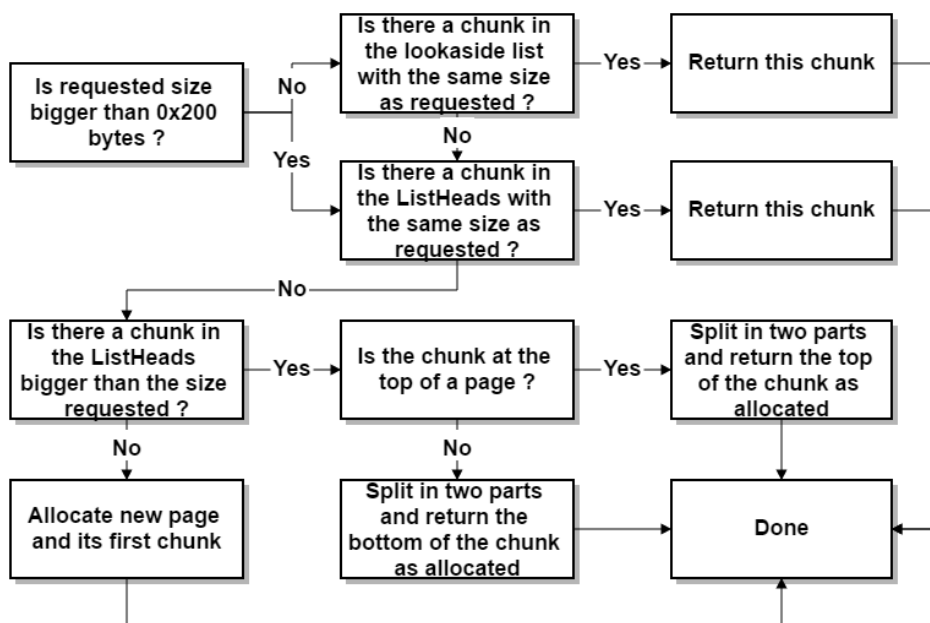 Is requested size
bigger than 0x200
bytes ?
No
Yes
Is there a chunk in
the lookaside list
with the same size
as requested ?
Yes
Return this chunk
No
Is there a chunk in
the ListHeads with
the same size as
requested ?
Yes
Return this chunk
No
Is there a chunk in
the ListHeads
bigger than the size
requested ?
Yes
Is the chunk at the
top of a page ?
Yes
Split in two parts
and return the top
of the chunk as
allocated
No
No
Allocate new page
and its first chunk
Split in two parts
and return the
bottom of the chunk
as allocated
Done